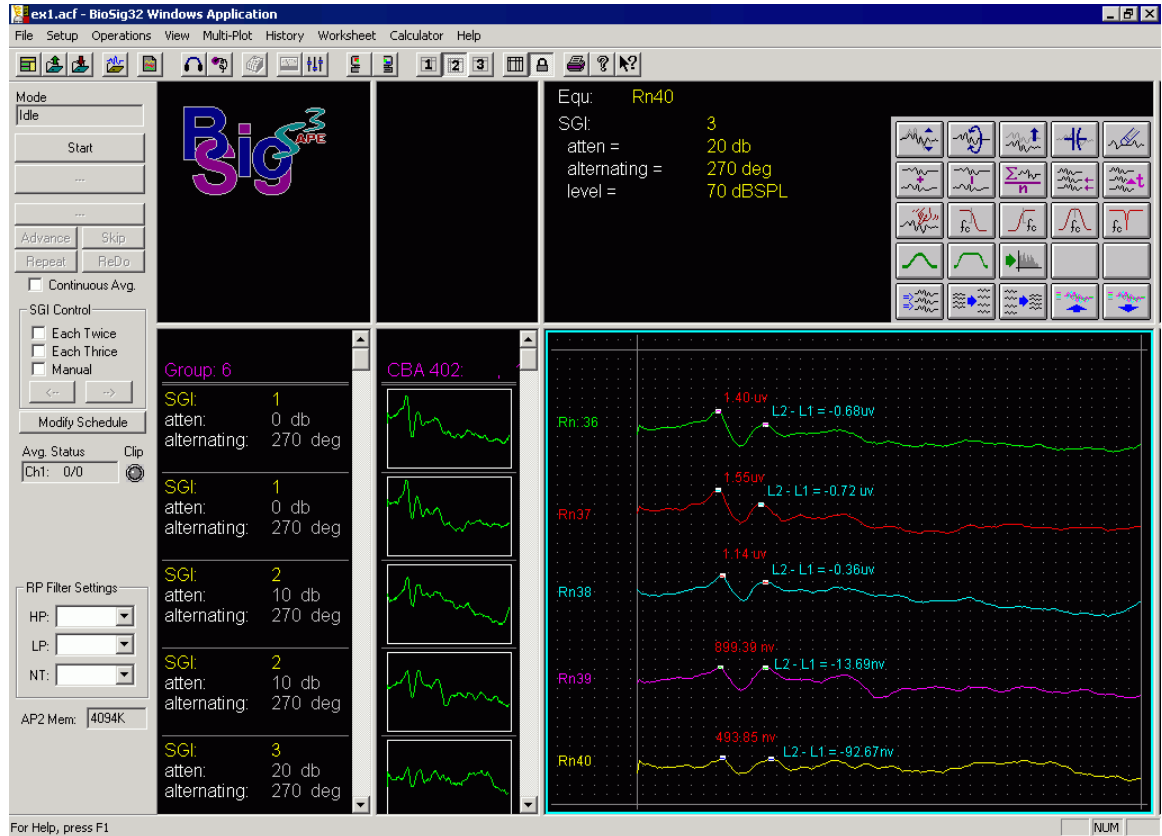 ex1.acf - BioSig32 Windows Application
File Setup Operations View Multi-Plot History Worksheet Calculator Help
1 2 3
Mode
Idle
Start
...
...
Advance Skip
Repeat ReDo
Continuous Avg.
SGI Control
Each Twice
Each Thrice
Manual
<-- -->
Modify Schedule
Avg. Status Clip
Ch1: 0/0
RP Filter Settings
HP:
LP:
NT:
AP2 Mem: 4094K
BioSig
3
APE
Equ: Rn40
SGI: 3
atten = 20 db
alternating = 270 deg
level = 70 dBSPL
Σ
n
t
fc fc fc fc
Group: 6
SGI: 1
atten: 0 db
alternating: 270 deg
SGI: 1
atten: 0 db
alternating: 270 deg
SGI: 2
atten: 10 db
alternating: 270 deg
SGI: 2
atten: 10 db
alternating: 270 deg
SGI: 3
atten: 20 db
alternating: 270 deg
CBA 402: ,
Rn: 36
1.40 uv
L2 - L1 = -0.68uv
Rn37
1.55uv
L2 - L1 = -0.72 uv
Rn38
1.14 uv
L2 - L1 = -0.36uv
Rn39
899.39 nv
L2 - L1 = -13.69nv
Rn40
493.85 nv
L2 - L1 = -92.67nv
For Help, press F1
NUM